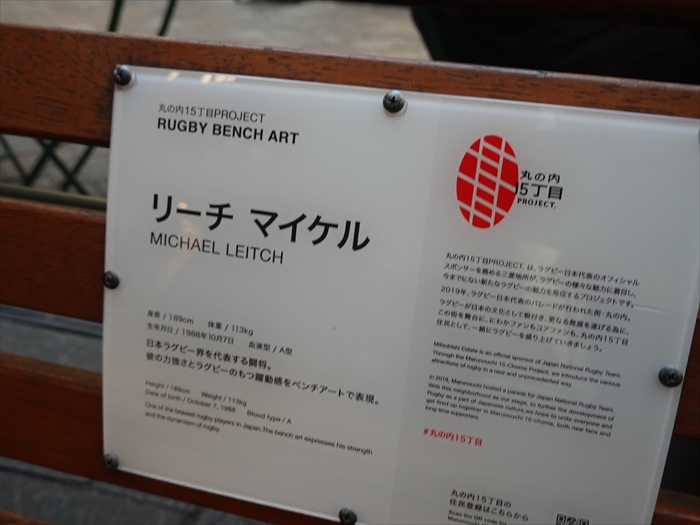 丸の内15丁目PROJECT
RUGBY BENCH ART
リーチ マイケル
MICHAEL LEITCH
身長 / 189cm 体重 / 113kg
生年月日 / 1988年10月7日 血液型 / A型
日本ラグビー界を代表する闘将。
彼の力強さとラグビーのもつ躍動感をベンチアートで表現。
Height / 189cm Weight / 113kg
Date of birth / October 7, 1988 Blood type / A
One of the bravest rugby players in Japan.The bench art expresses his strength
and the dynamism of rugby.
丸の内
15丁目
PROJECT.
丸の内15丁目PROJECT. は、ラグビー日本代表のオフィシャル
スポンサーを務める三菱地所が、ラグビーの様々な魅力に着目し、
今までにない新たなラグビーの魅力を発信するプロジェクトです。
2019年、ラグビー日本代表のパレードが行われた街・丸の内。
ラグビーが日本の文化として根付き、更なる発展を遂げる為に、
この街を舞台に、にわかファンもコアファンも、丸の内15丁目
住民として、一緒にラグビーを盛り上げていきましょう。
Mitsubishi Estate is an official sponsor of Japan National Rugby Team.
Through the Marunouchi 15-Chome Project, we introduce the various
attractions of rugby in a new and unprecedented way.
In 2019, Marunouchi hosted a parade for Japan National Rugby Team.
With this neighborhood as our stage, to further the development of
Rugby as a part of Japanese culture,we hope to unite everyone and
get fired up together in Marunouchi 15-chome, both new fans and
long-time supporters.
#丸の内15丁目
丸の内15丁目の
住民登録はこちらから
Scan the QR code for